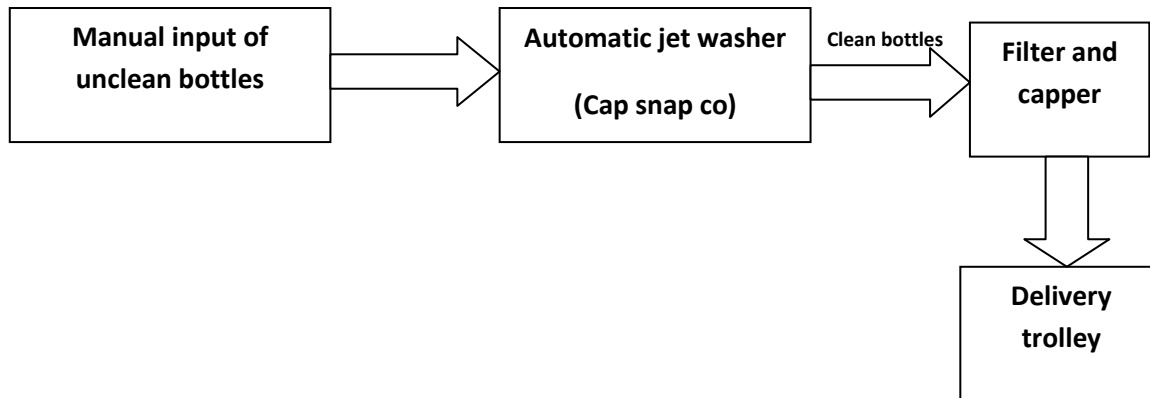 Manual input of
unclean bottles
Automatic jet washer
(Cap snap co)
Clean bottles
Filter and
capper
Delivery
trolley